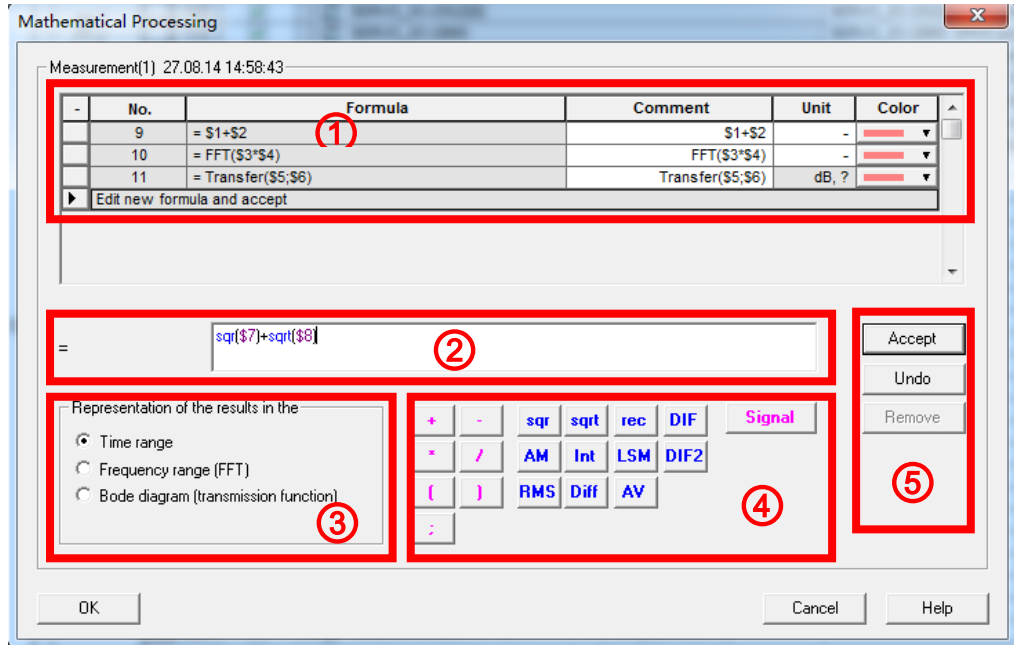 Mathematical Processing
x
Measurement(1) 27.08.14 14:58:43
- No. Formula Comment Unit Color
9 = $1+$2 $1+$2 -
①
10 = FFT($3*$4) FFT($3*$4) -
11 = Transfer($5;$6) Transfer($5;$6) dB, ?
Edit new formula and accept
= sqr($7)+sqrt($8)
②
Accept
Undo
Remove
⑤
Representation of the results in the
Time range
Frequency range (FFT)
Bode diagram (transmission function)
③
+ - sqr sqrt rec DIF Signal
* / AM Int LSM DIF2
( ) RMS Diff AV
;
④
OK Cancel Help